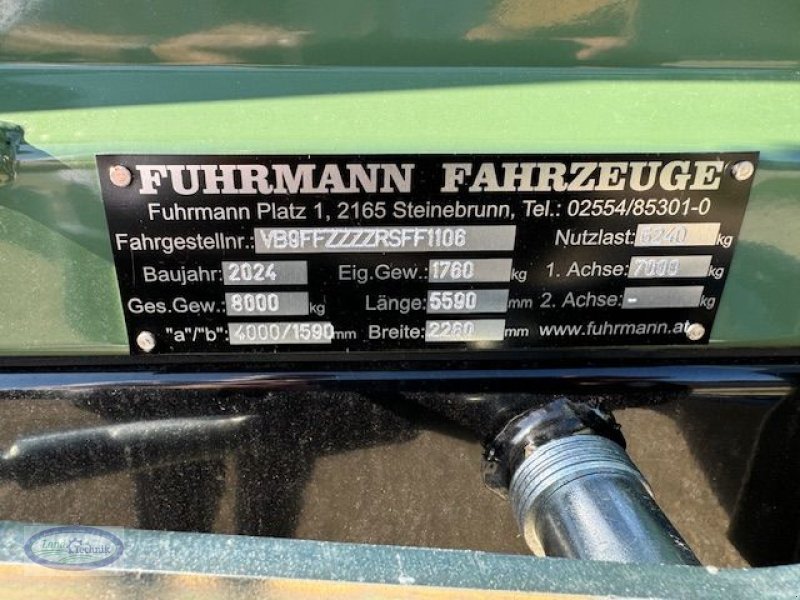 FUHRMANN FAHRZEUGE
Fuhrmann Platz 1, 2165 Steinebrunn, Tel.: 02554/85301-0
Fahrgestellnr.: VB9FFZZZZRSFF1106 Nutzlast: 6240 kg
Baujahr: 2024 Eig.Gew.: 1760 kg 1. Achse: 7000 kg
Ges.Gew.: 8000 kg Länge: 5590 mm 2. Achse: - kg
"a"/"b": 4000/1590 mm Breite: 2260 mm www.fuhrmann.at
Technik